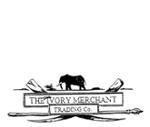 THE IVORY MERCHANT
TRADING Co.